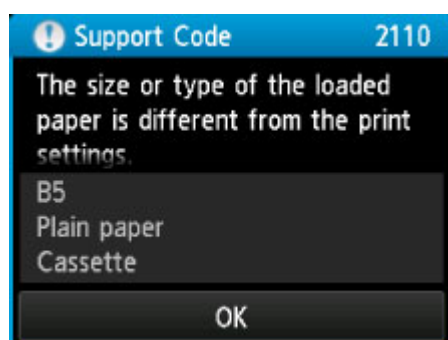 Support Code 2110
The size or type of the loaded
paper is different from the print
settings.
B5
Plain paper
Cassette
OK